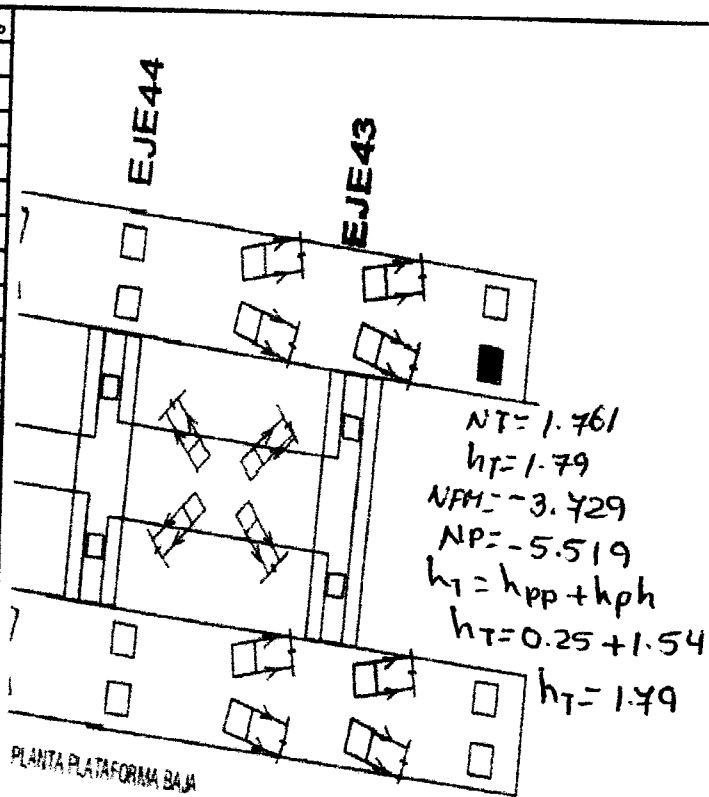 EJE44
EJE43
NT=1.761
hT=1.79
NFM=-3.729
NP=-5.519
hT=hpp+hph
hT=0.25+1.54
hT=1.79
PLANTA PLATAFORMA BAJA